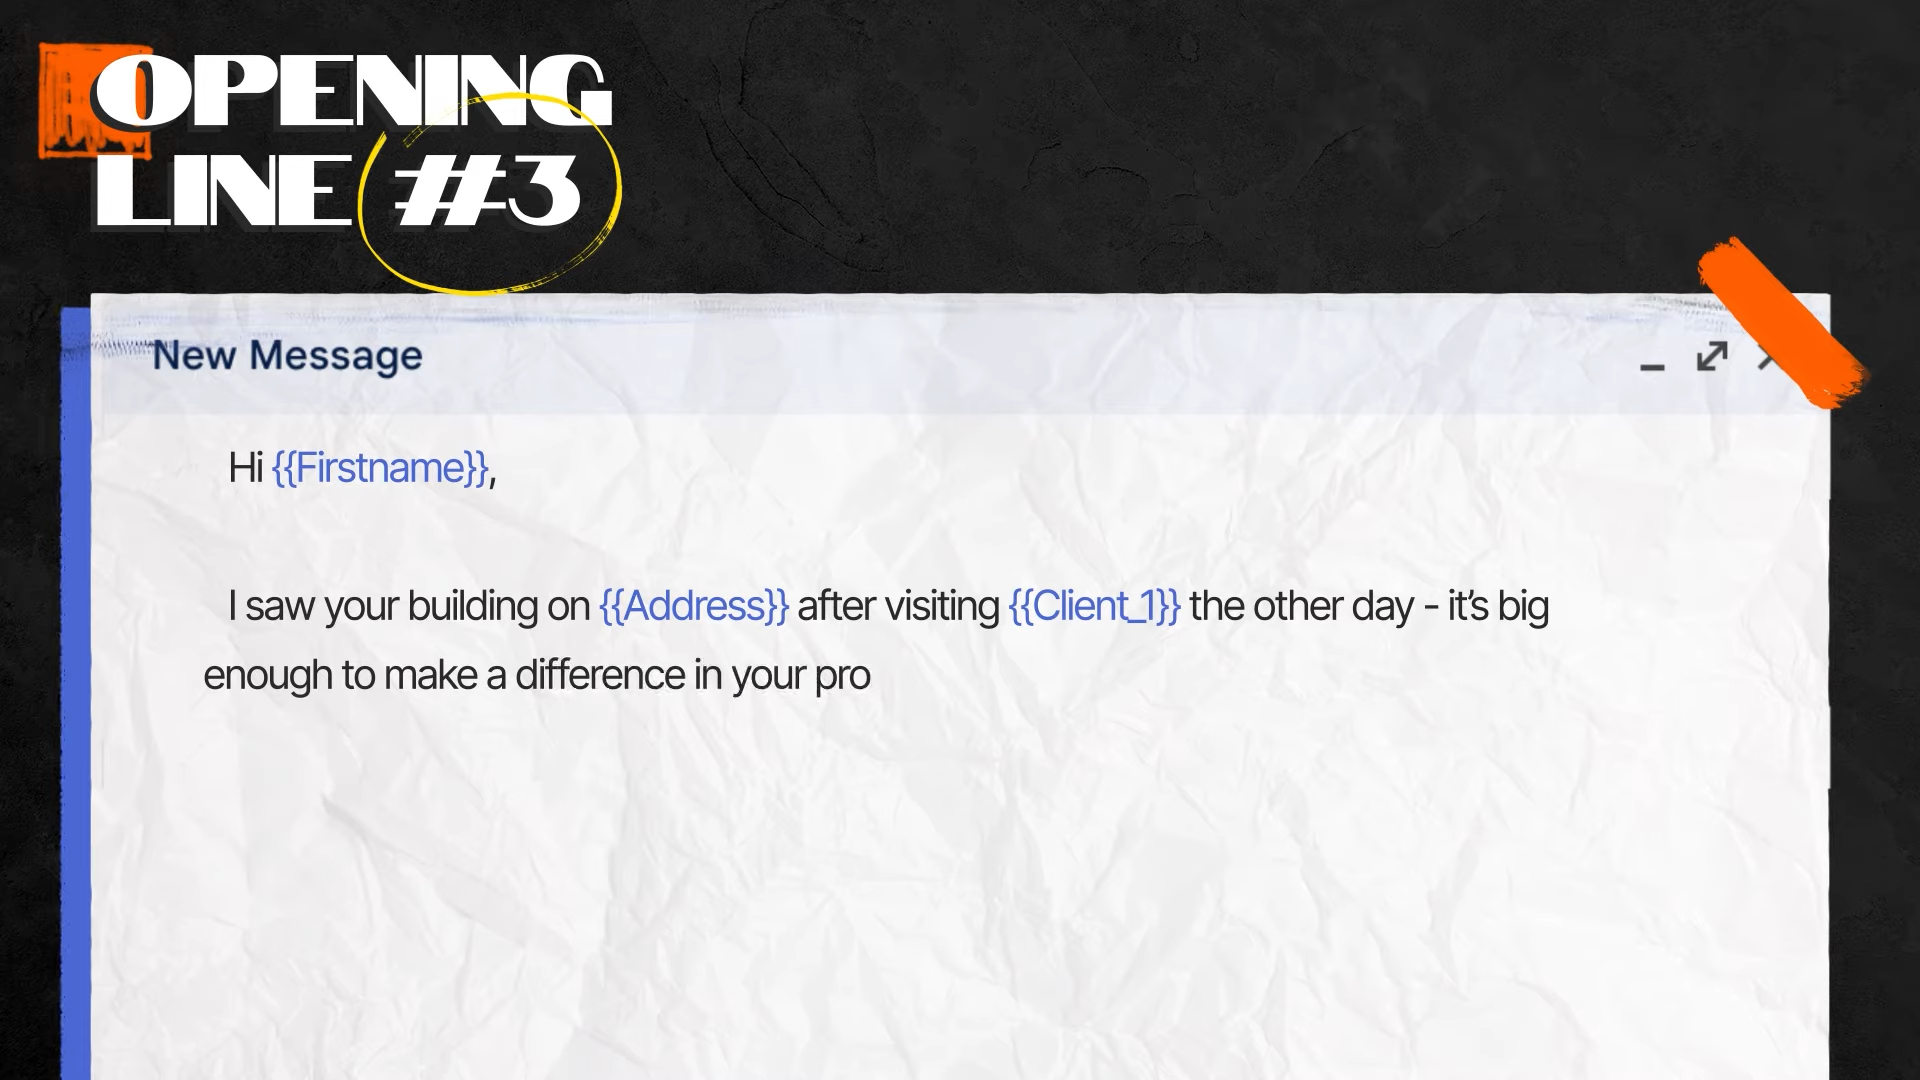 OPENING
LINE #3
New Message
Hi {{Firstname}},
I saw your building on {{Address}} after visiting {{Client_1}} the other day - it’s big
enough to make a difference in your pro